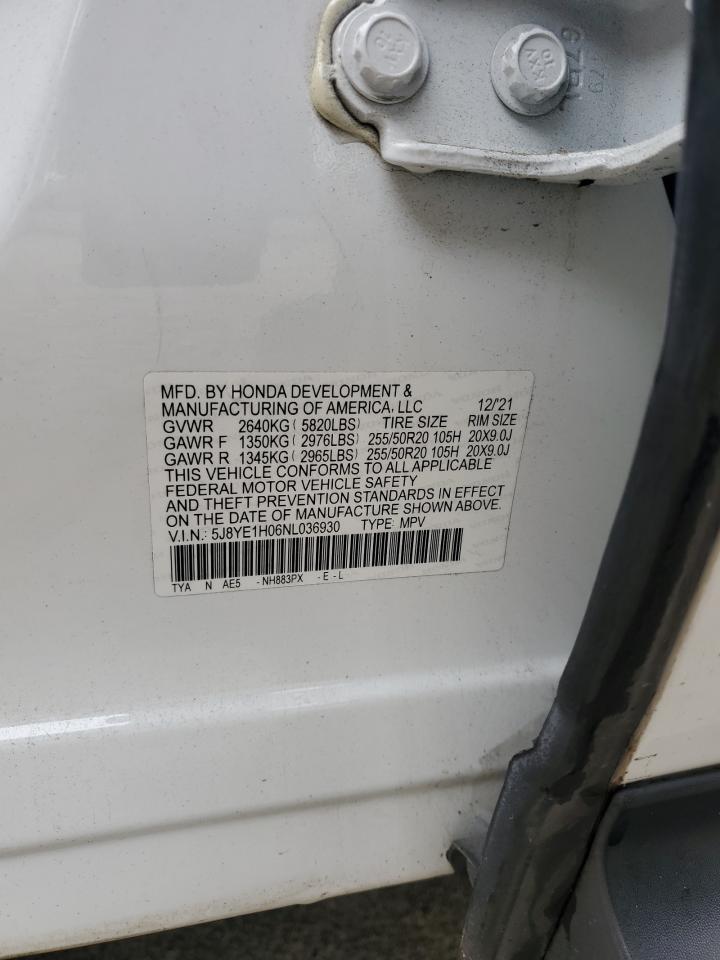 MFD. BY HONDA DEVELOPMENT &
MANUFACTURING OF AMERICA, LLC 12/21
GVWR 2640KG ( 5820LBS) TIRE SIZE RIM SIZE
GAWR F 1350KG ( 2976LBS) 255/50R20 105H 20X9.0J
GAWR R 1345KG ( 2965LBS) 255/50R20 105H 20X9.0J
THIS VEHICLE CONFORMS TO ALL APPLICABLE
FEDERAL MOTOR VEHICLE SAFETY
AND THEFT PREVENTION STANDARDS IN EFFECT
ON THE DATE OF MANUFACTURE SHOWN ABOVE.
V.I.N.: 5J8YE1H06NL036930 TYPE: MPV
TYA N AE5 - NH883PX - E - L